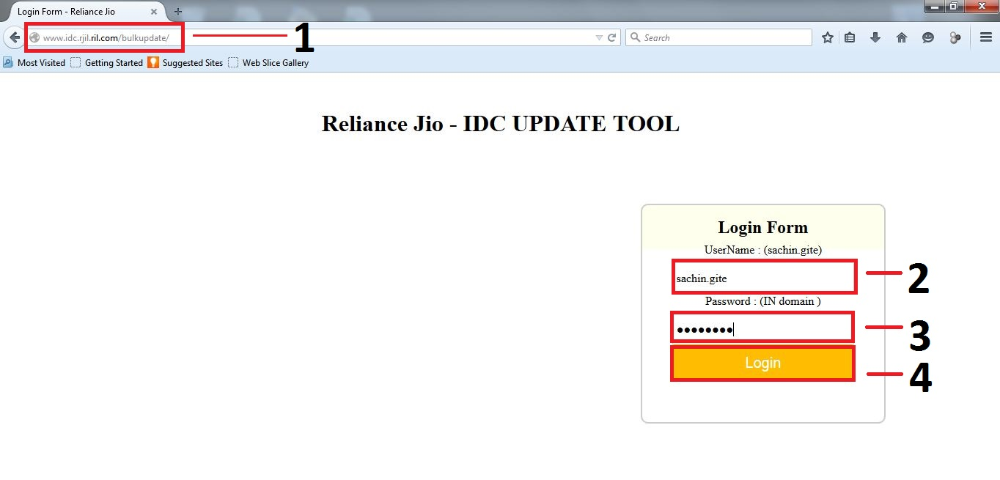 Login Form - Reliance Jio
www.idc.rjil.ril.com/bulkupdate/
1
Search
Most Visited Getting Started Suggested Sites Web Slice Gallery
Reliance Jio - IDC UPDATE TOOL
Login Form
UserName : (sachin.gite)
sachin.gite
2
Password : (IN domain )
••••••••
3
Login
4